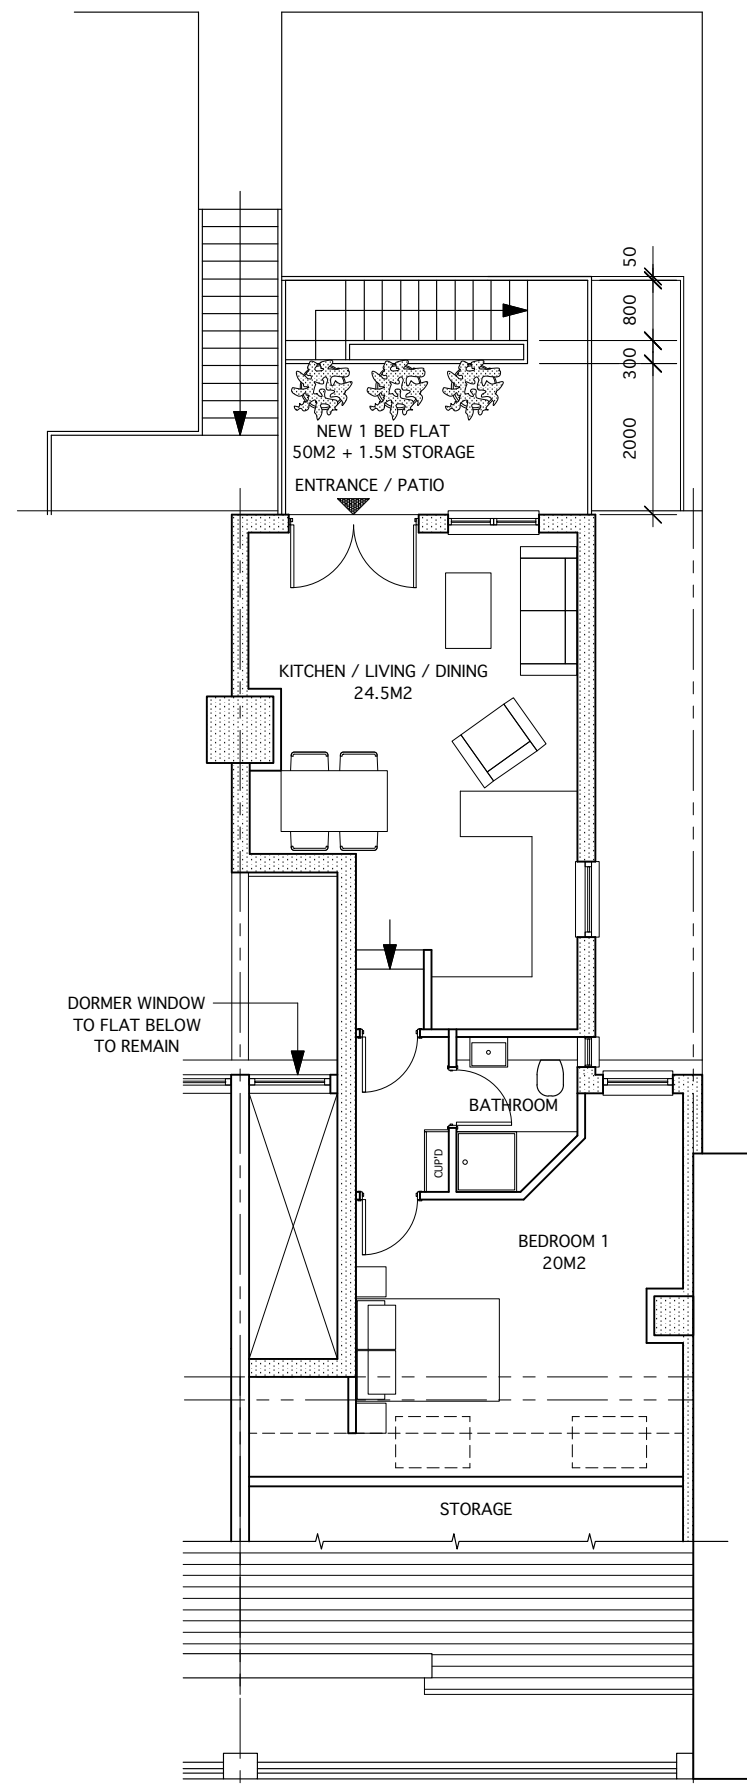 50
800
300
2000
NEW 1 BED FLAT
50M2 + 1.5M STORAGE
ENTRANCE / PATIO
KITCHEN / LIVING / DINING
24.5M2
DORMER WINDOW
TO FLAT BELOW
TO REMAIN
BATHROOM
CUP'D
BEDROOM 1
20M2
STORAGE